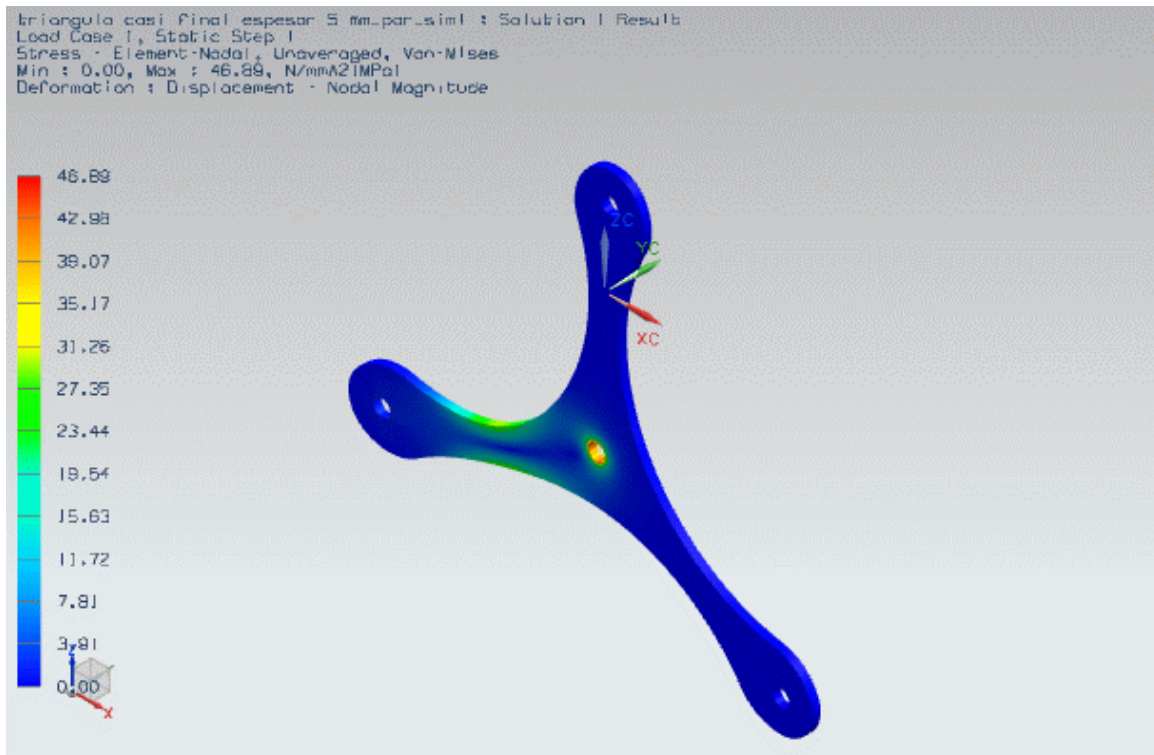 triangulo casi final espesor 5 mm_par_sim1 : Solution 1 Result
Load Case 1, Static Step 1
Stress - Element-Nodal, Unaveraged, Von-Mises
Min : 0.00, Max : 46.89, N/mm^2(MPa)
Deformation : Displacement - Nodal Magnitude
46.89
42.98
39.07
35.17
31.26
27.35
23.44
19.54
15.63
11.72
7.81
3.91
0.00
ZC
YC
XC
Z
X